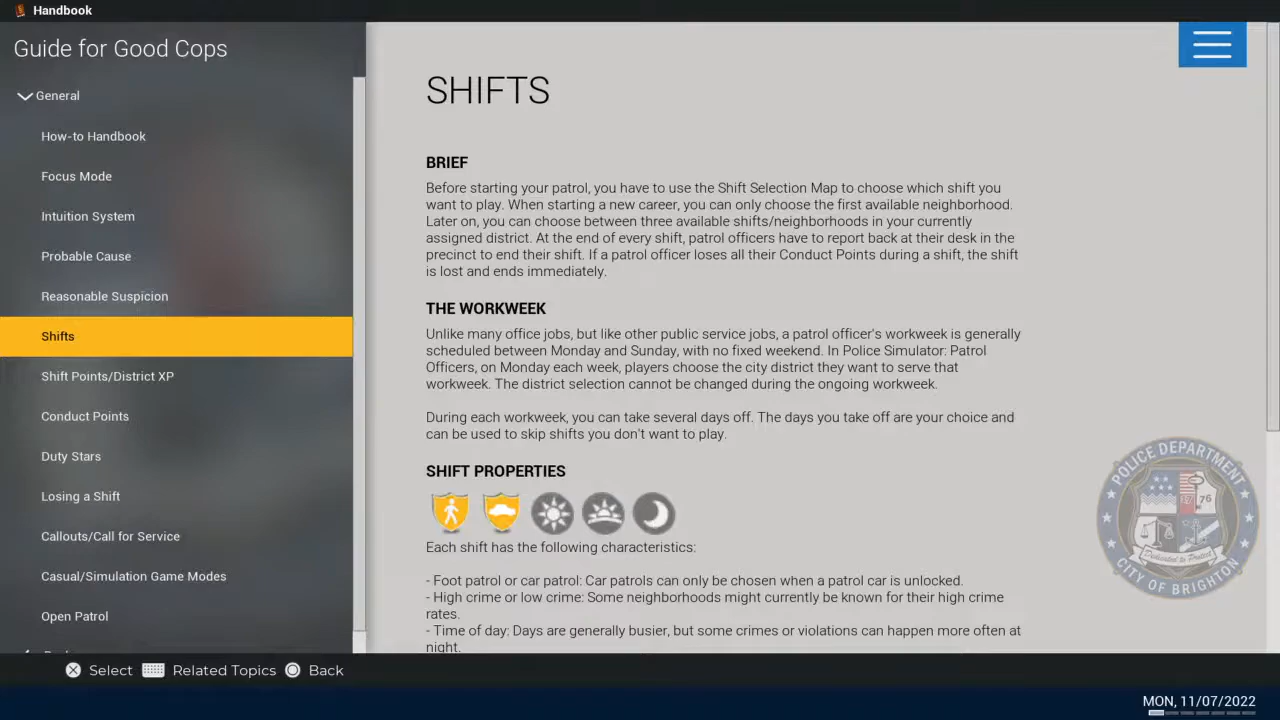 Handbook
Guide for Good Cops
General
How-to Handbook
Focus Mode
Intuition System
Probable Cause
Reasonable Suspicion
Shifts
Shift Points/District XP
Conduct Points
Duty Stars
Losing a Shift
Callouts/Call for Service
Casual/Simulation Game Modes
Open Patrol
SHIFTS
BRIEF
Before starting your patrol, you have to use the Shift Selection Map to choose which shift you
want to play. When starting a new career, you can only choose the first available neighborhood.
Later on, you can choose between three available shifts/neighborhoods in your currently
assigned district. At the end of every shift, patrol officers have to report back at their desk in the
precinct to end their shift. If a patrol officer loses all their Conduct Points during a shift, the shift
is lost and ends immediately.
THE WORKWEEK
Unlike many office jobs, but like other public service jobs, a patrol officer's workweek is generally
scheduled between Monday and Sunday, with no fixed weekend. In Police Simulator: Patrol
Officers, on Monday each week, players choose the city district they want to serve that
workweek. The district selection cannot be changed during the ongoing workweek.
During each workweek, you can take several days off. The days you take off are your choice and
can be used to skip shifts you don't want to play.
SHIFT PROPERTIES
Each shift has the following characteristics:
- Foot patrol or car patrol: Car patrols can only be chosen when a patrol car is unlocked.
- High crime or low crime: Some neighborhoods might currently be known for their high crime
rates.
- Time of day: Days are generally busier, but some crimes or violations can happen more often at
night.
POLICE DEPARTMENT
1776
Dedicated to Protect
CITY OF BRIGHTON
Select Related Topics Back
MON, 11/07/2022